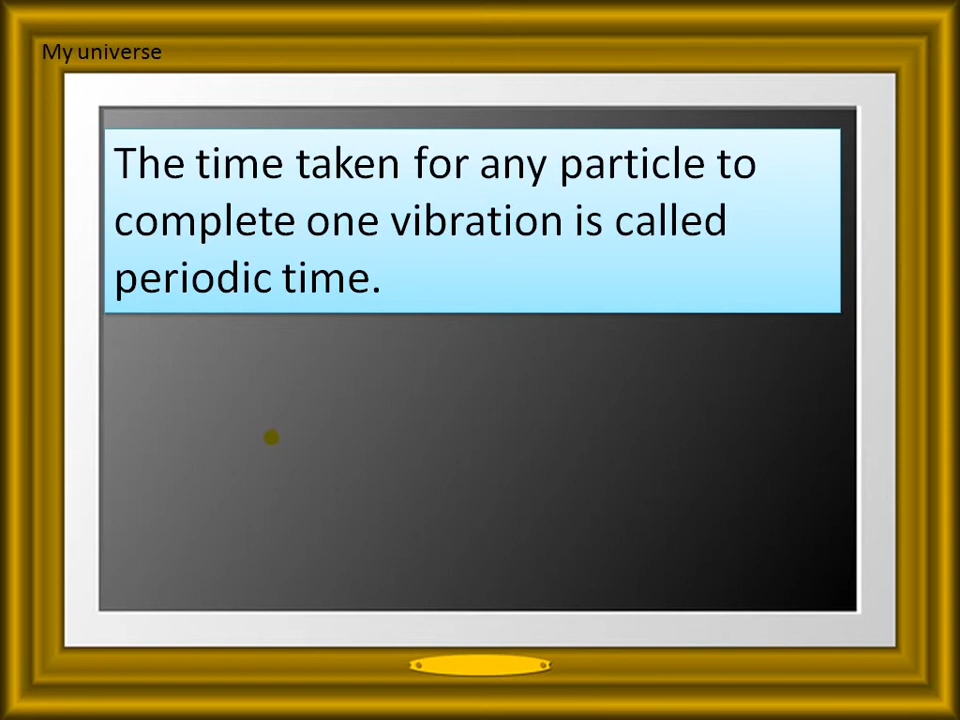 My universe
The time taken for any particle to
complete one vibration is called
periodic time.